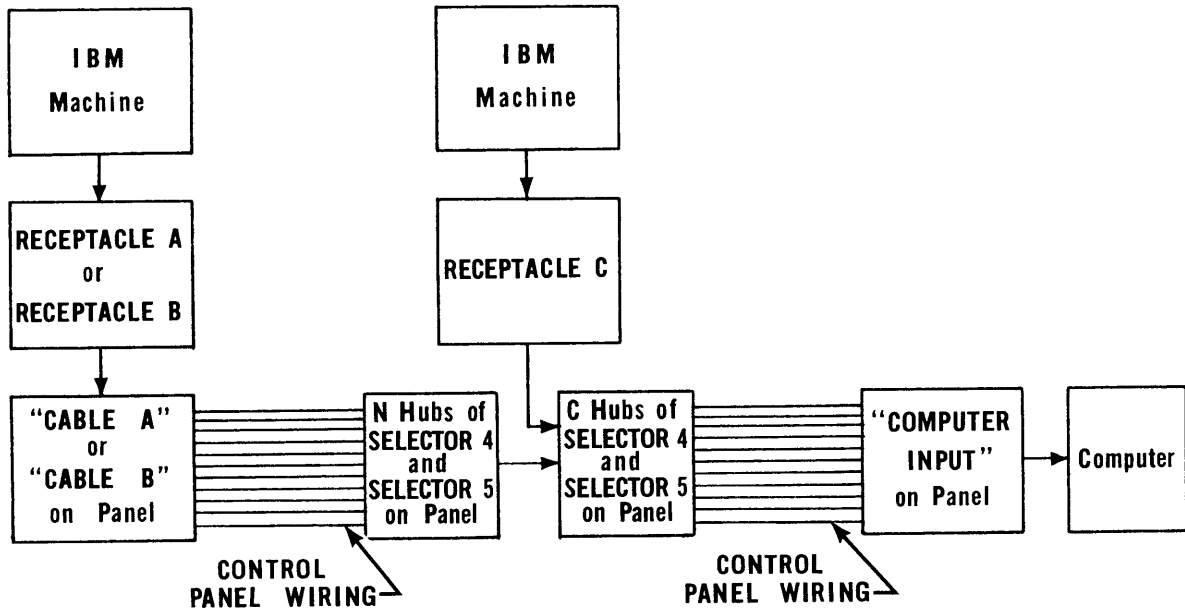 IBM
Machine
IBM
Machine
RECEPTACLE A
or
RECEPTACLE B
RECEPTACLE C
“CABLE A”
or
“CABLE B”
on Panel
N Hubs of
SELECTOR 4
and
SELECTOR 5
on Panel
C Hubs of
SELECTOR 4
and
SELECTOR 5
on Panel
“COMPUTER
INPUT”
on Panel
Computer
CONTROL
PANEL WIRING
CONTROL
PANEL WIRING